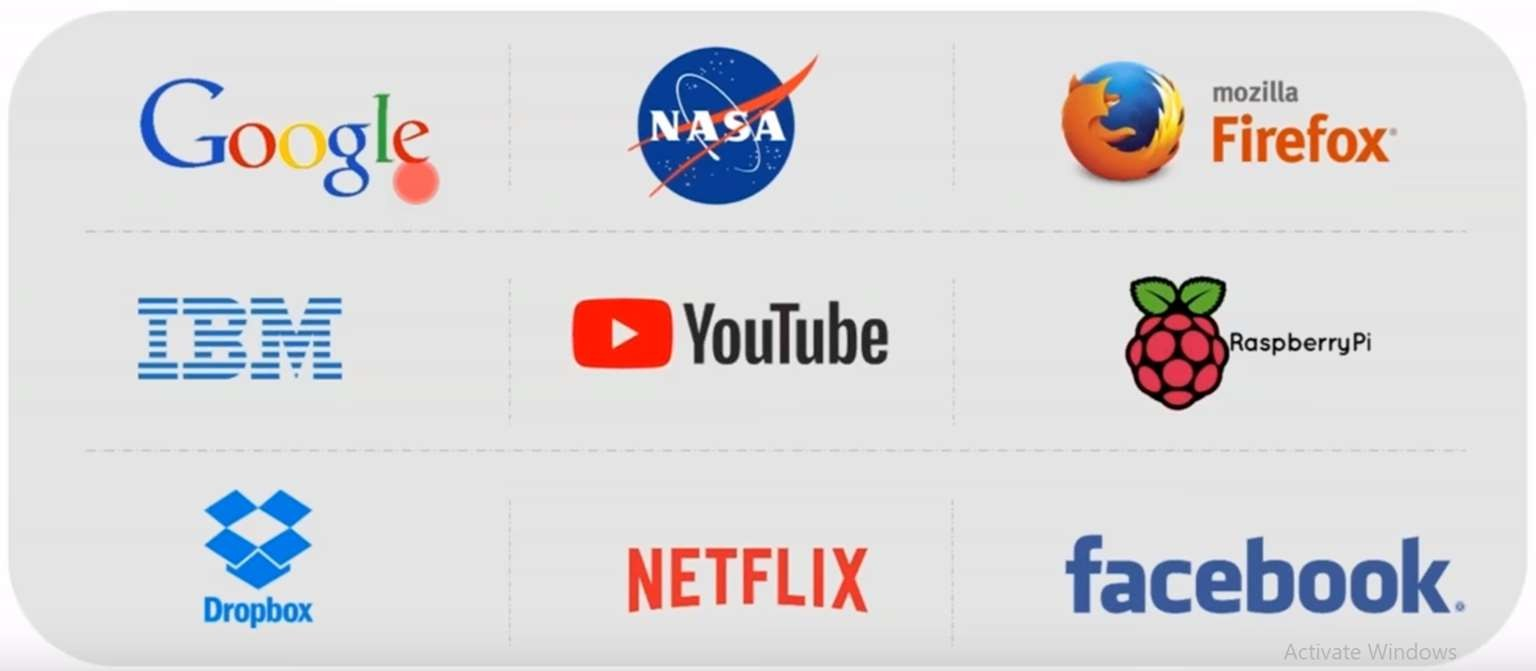 Google
NASA
mozilla
Firefox
IBM
YouTube
RaspberryPi
Dropbox
NETFLIX
facebook.
Activate Windows